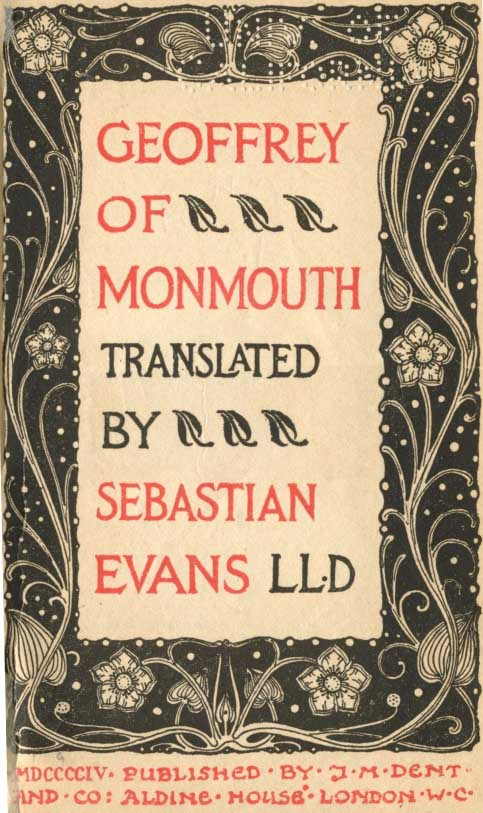 GEOFFREY
OF
MONMOUTH
TRANSLATED
BY
SEBASTIAN
EVANS LL.D
MDCCCCIV. PUBLISHED · BY · J · M · DENT
AND · CO: ALDINE · HOUSE · LONDON · W · C ·